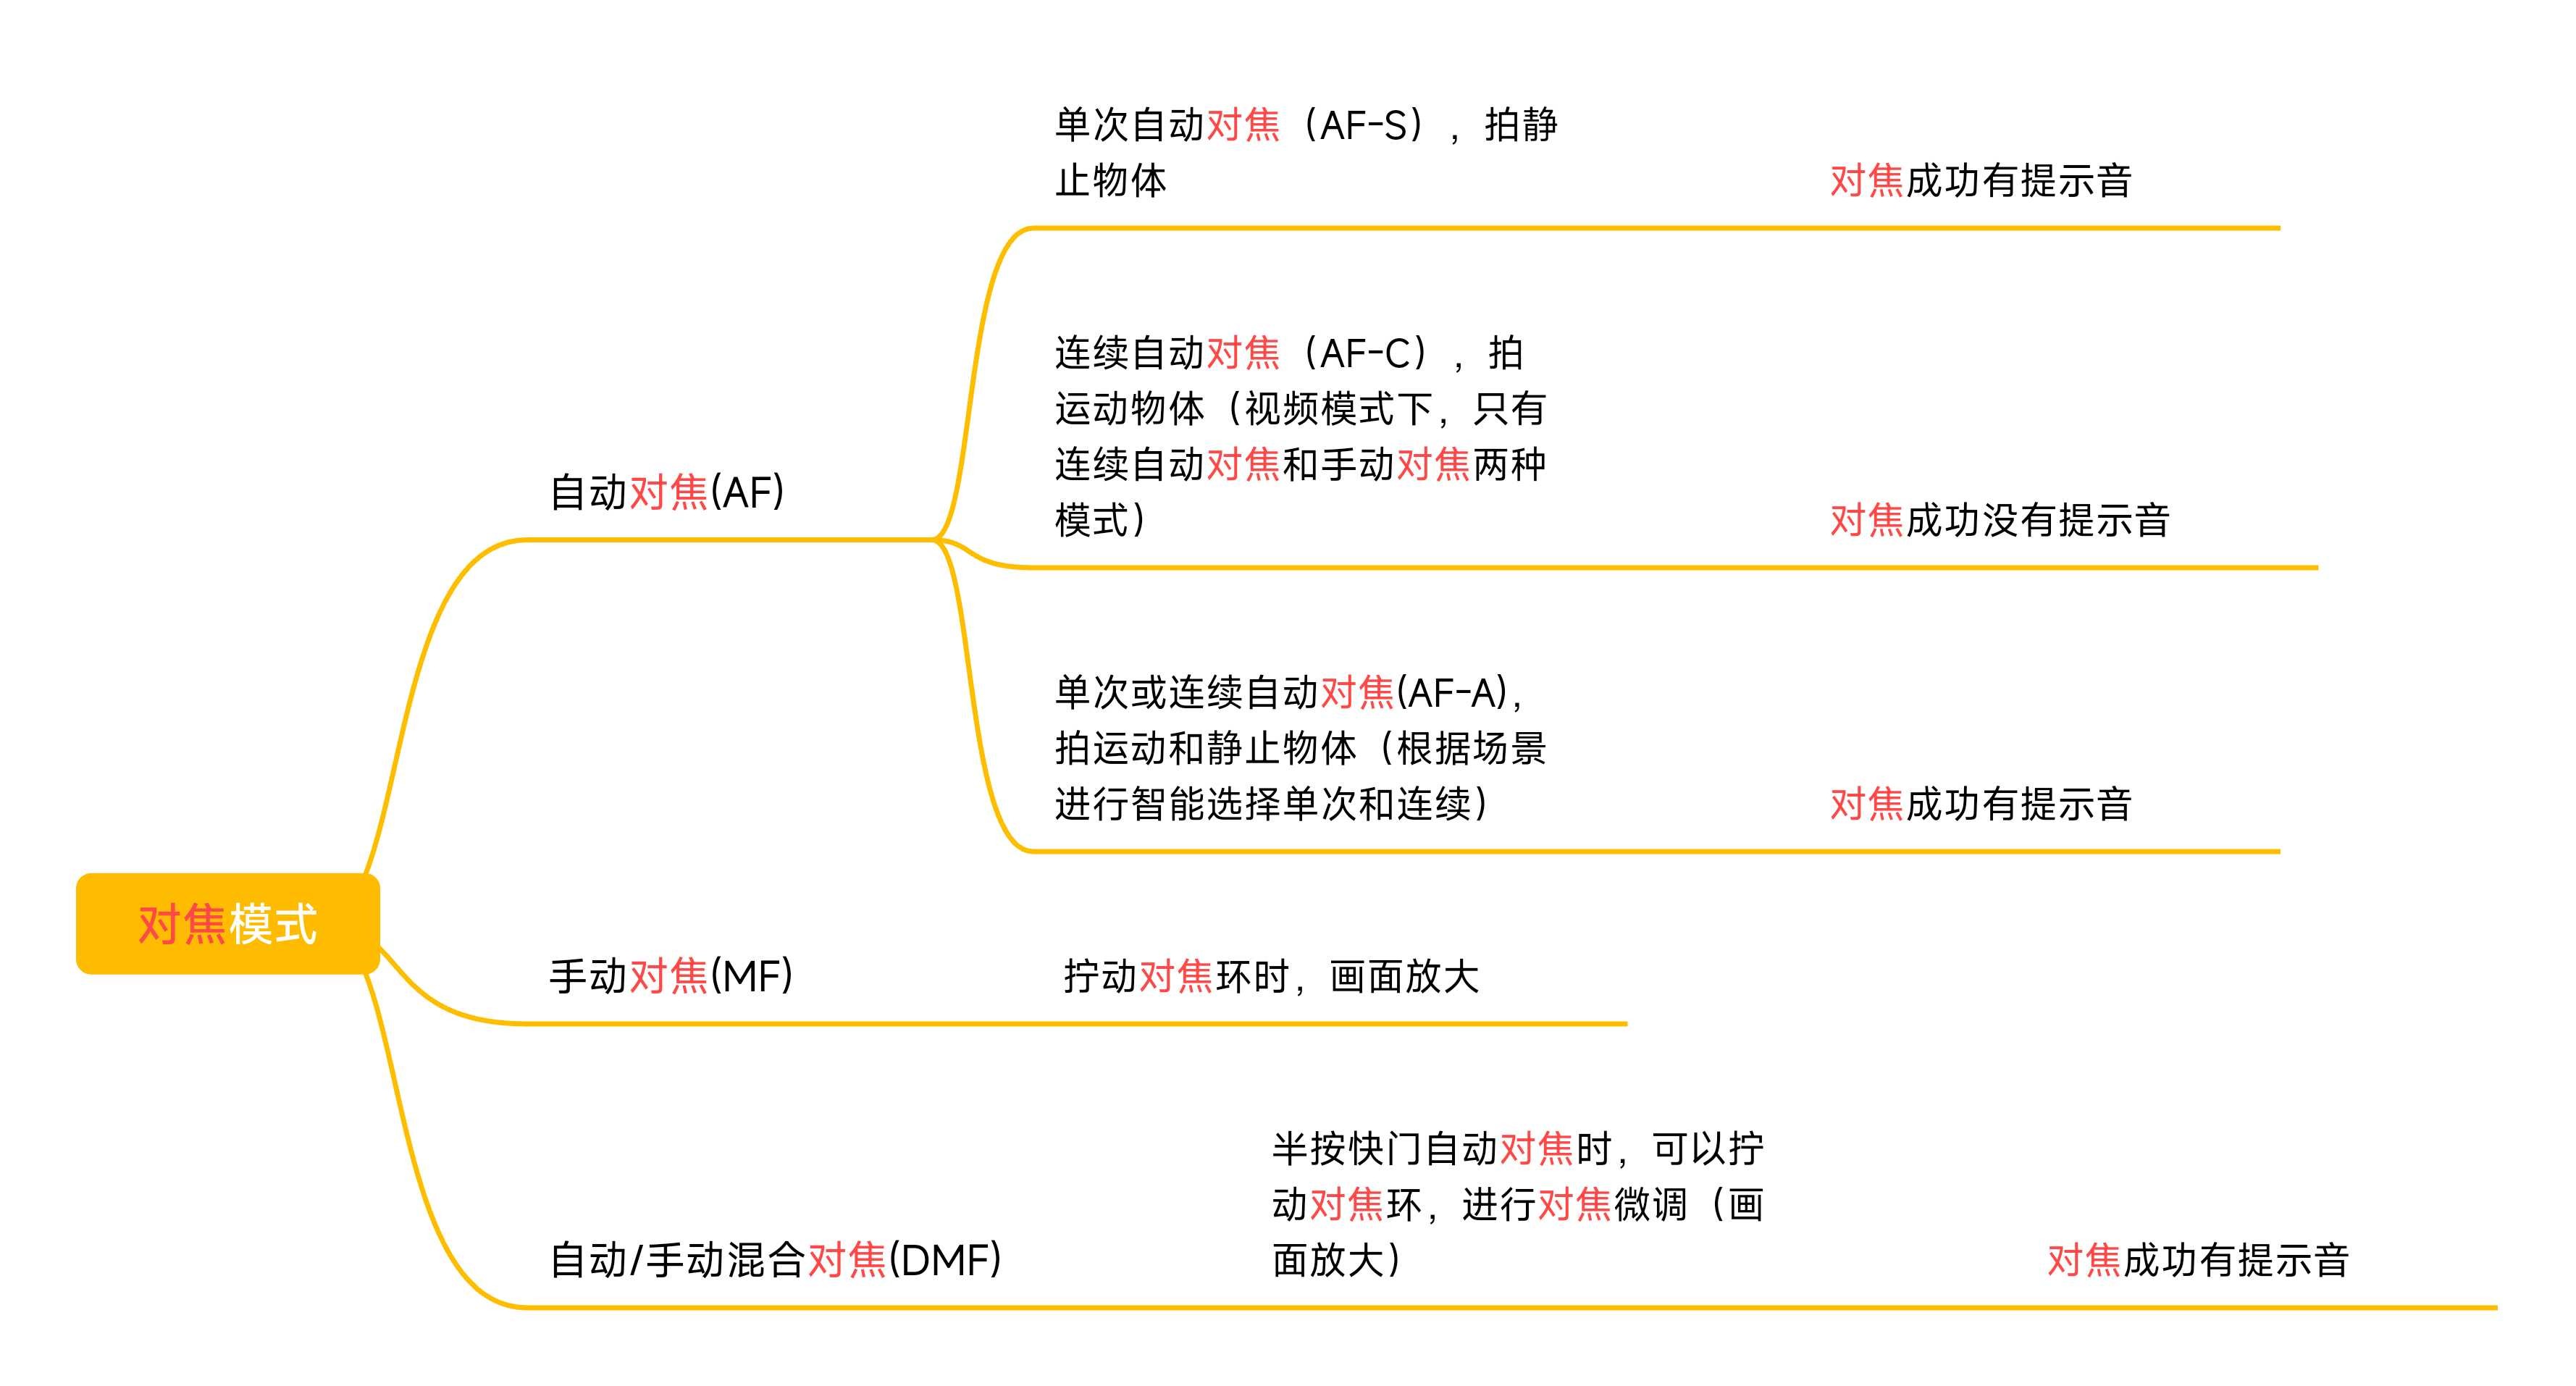 单次自动对焦（AF-S），拍静
止物体
对焦成功有提示音
连续自动对焦（AF-C），拍
运动物体（视频模式下，只有
连续自动对焦和手动对焦两种
模式）
对焦成功没有提示音
自动对焦(AF)
单次或连续自动对焦(AF-A)，
拍运动和静止物体（根据场景
进行智能选择单次和连续）
对焦成功有提示音
对焦模式
手动对焦(MF)
拧动对焦环时，画面放大
自动/手动混合对焦(DMF)
半按快门自动对焦时，可以拧
动对焦环，进行对焦微调（画
面放大）
对焦成功有提示音